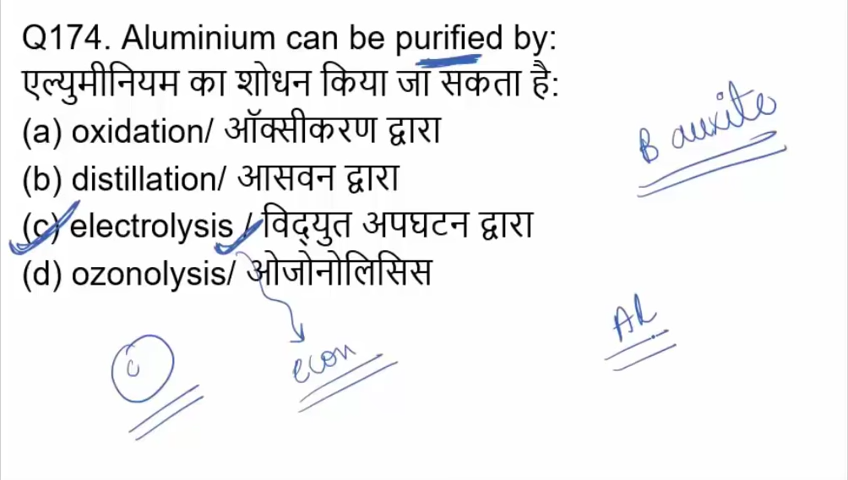 Q174. Aluminium can be purified by:
एल्युमीनियम का शोधन किया जा सकता है:
(a) oxidation/ ऑक्सीकरण द्वारा
(b) distillation/ आसवन द्वारा
(c) electrolysis / विद्युत अपघटन द्वारा
(d) ozonolysis/ ओजोनोलिसिस
Bauxite
Al
c
econ